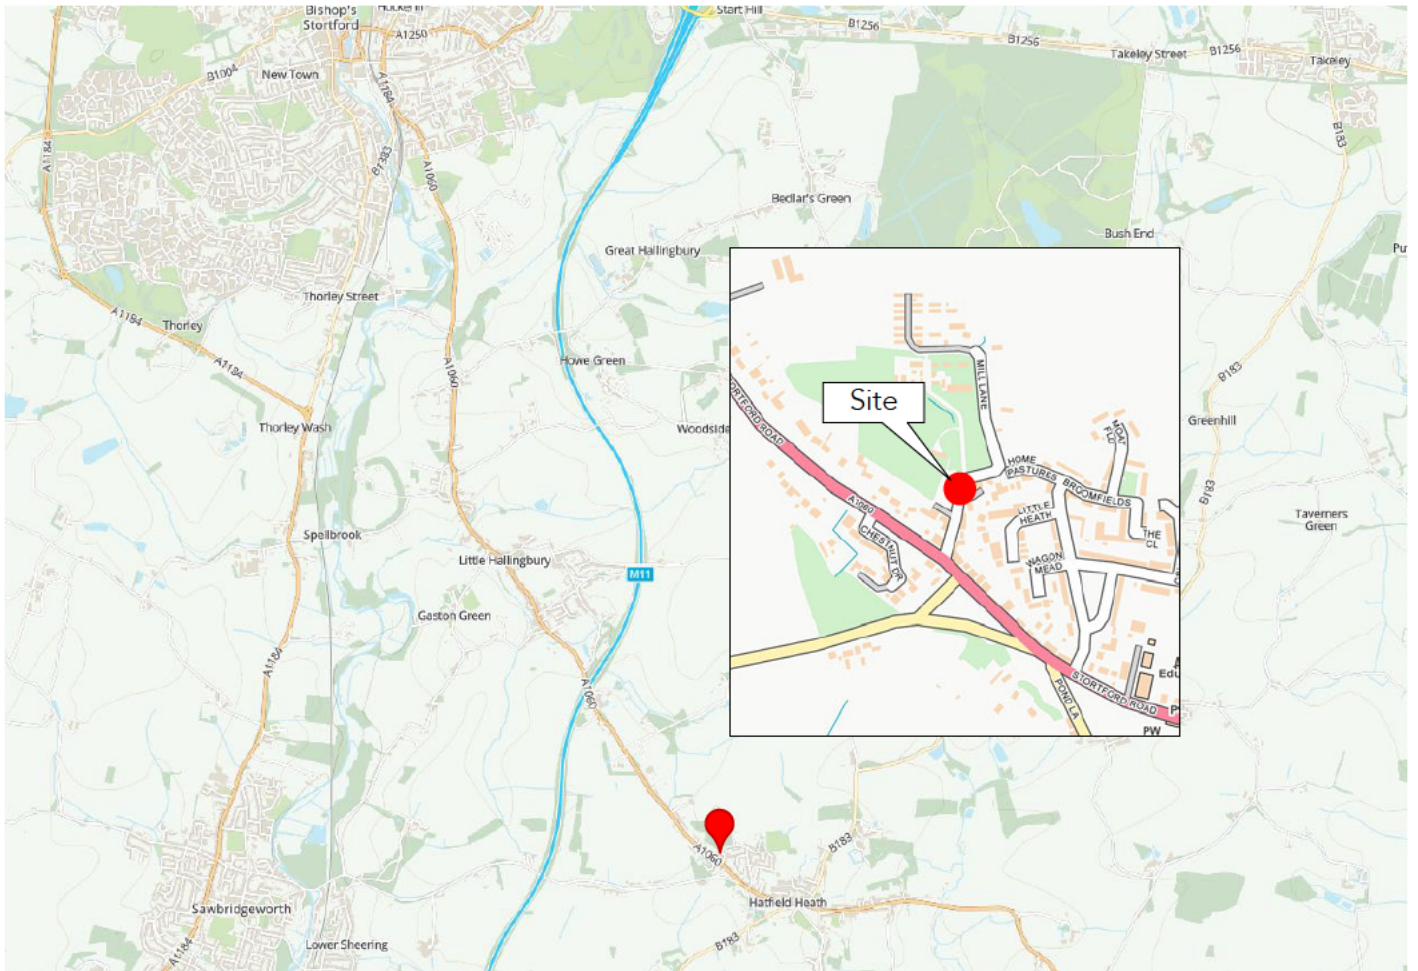 Bishop's
Stortford
Hockerill
Start Hill
A1250
B1256
B1256
Takeley Street
B1256
Takeley
B1004
New Town
A1184
B183
A1184
B1383
A1060
Bedlar's Green
Bush End
Great Hallingbury
Thorley Street
A1184
Thorley
A1184
A1060
Howe Green
B183
Thorley Wash
Woodside
Greenhill
B183
Taverners
Green
Spellbrook
Little Hallingbury
M11
Gaston Green
A1184
A1060
A1060
B183
Hatfield Heath
Sawbridgeworth
Lower Sheering
A1184
B183
Site
MILL LANE
ORTFORD ROAD
A1060
HOME
PASTURES
BROOMFIELDS
MOAT
FLD
LITTLE
HEATH
THE
CL
CHESTNUT DR
WAGON
MEAD
STORTFORD ROAD
POND LA
Edu
P
PW